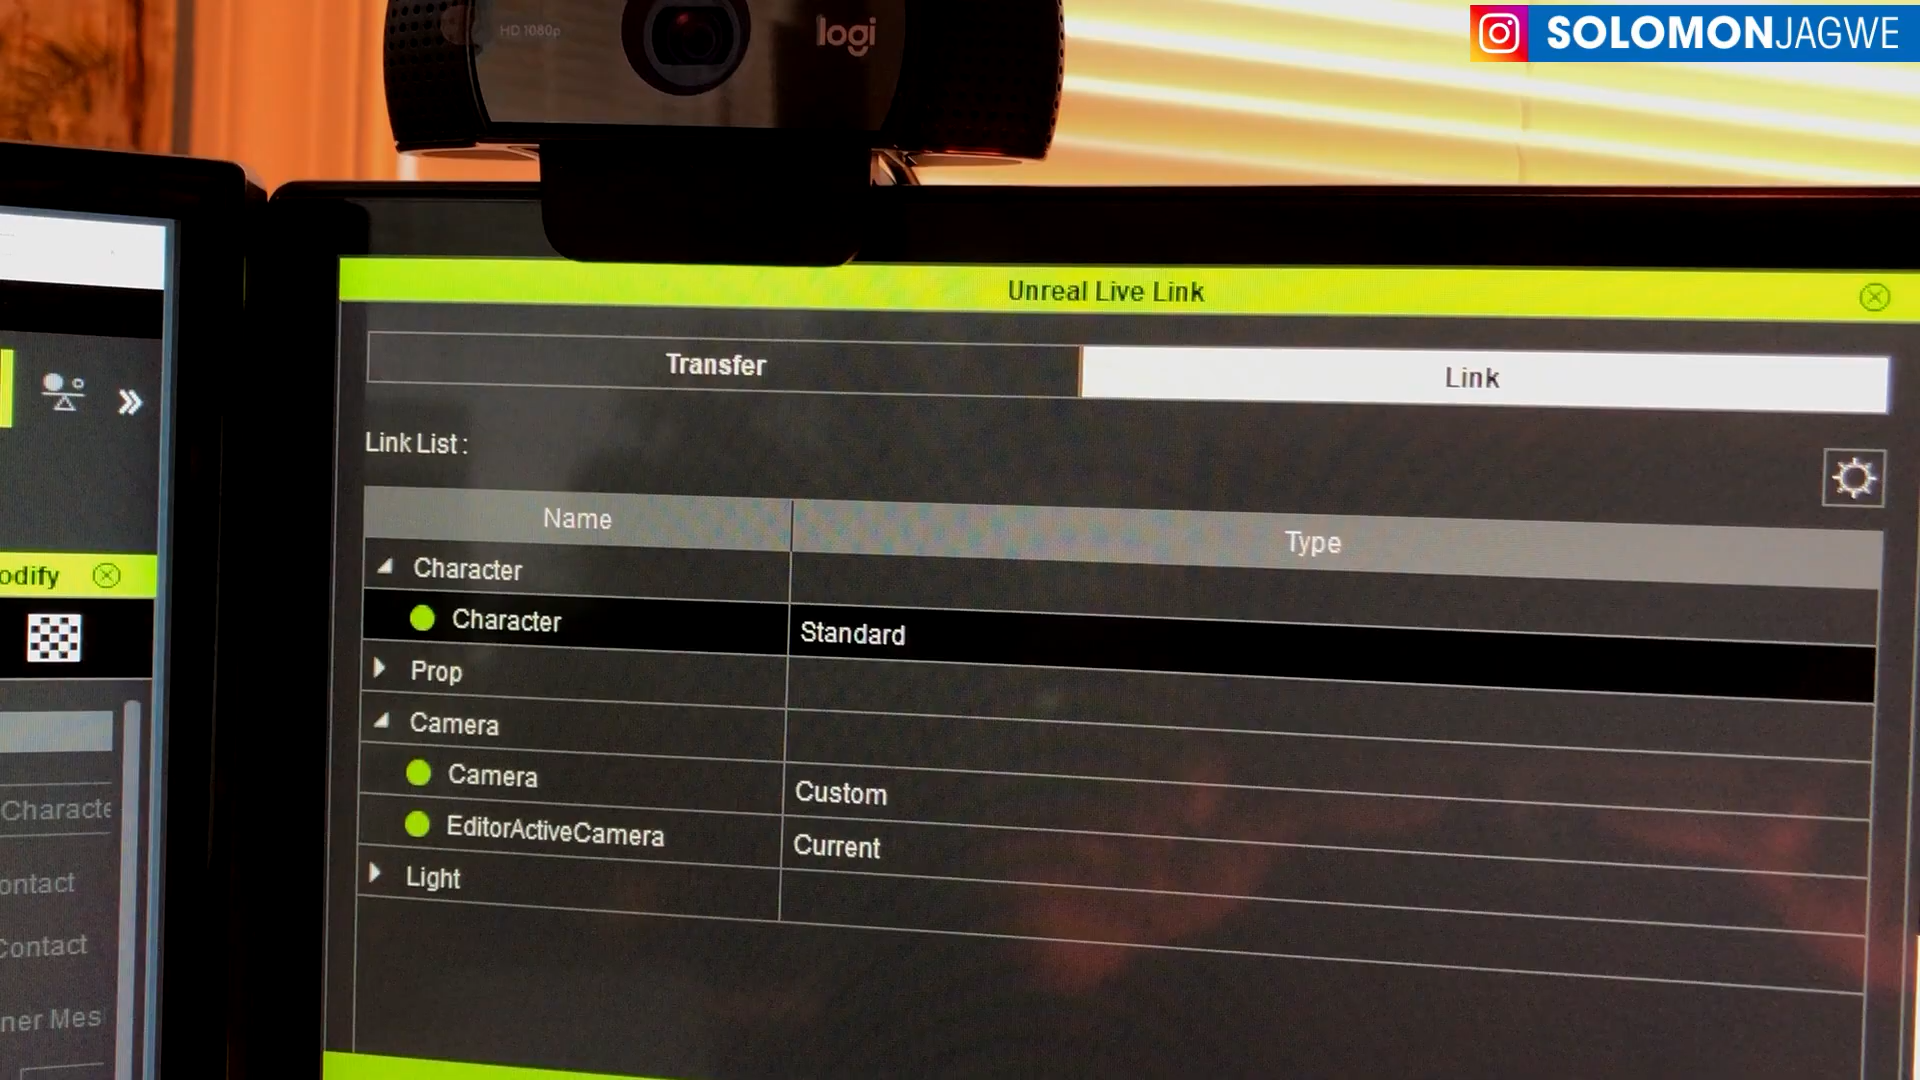 HD 1080p
logi
SOLOMONJAGWE
Unreal Live Link
Transfer
Link
Link List :
Name
Type
Character
Character
Standard
Prop
Camera
Camera
Custom
EditorActiveCamera
Current
Light
odify
Characte
ontact
Contact
ner Mes